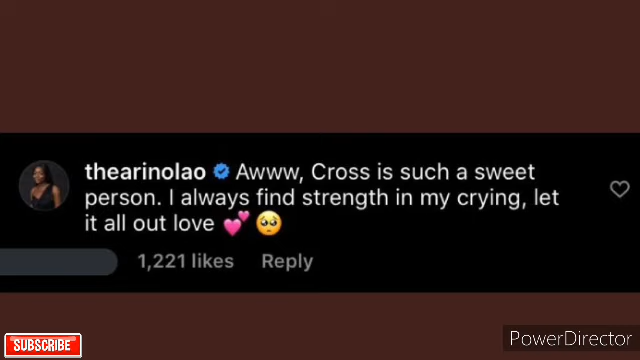 thearinolao Awww, Cross is such a sweet
person. I always find strength in my crying, let
it all out love 💕 🥺
1,221 likes Reply
SUBSCRIBE
PowerDirector